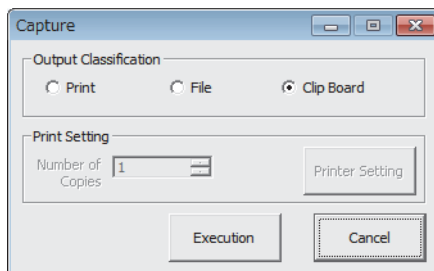 Capture
Output Classification
Print File Clip Board
Print Setting
Number of
Copies
1
Printer Setting
Execution Cancel